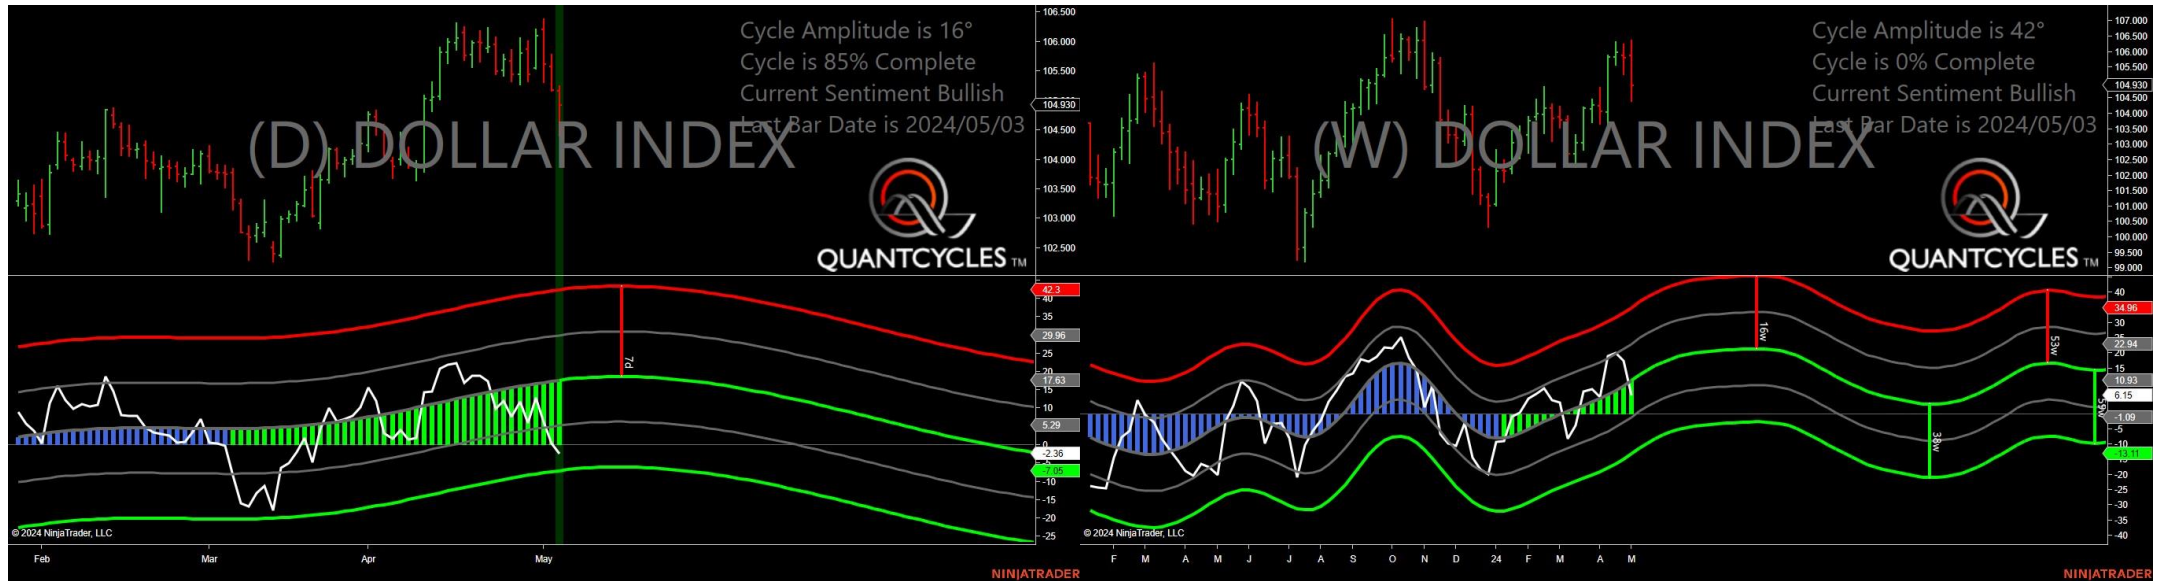 Cycle Amplitude is 16°
Cycle is 85% Complete
Current Sentiment Bullish
Last Bar Date is 2024/05/03
(D) DOLLAR INDEX
QUANTCYCLES TM
106.500
106.000
105.500
104.930
104.500
104.000
103.500
103.000
102.500
42.3
40
35
29.96
25
20
17.63
15
10
5.29
0
-2.36
-7.05
-10
-15
-20
-25
7d
© 2024 NinjaTrader, LLC
Feb Mar Apr May
NINJATRADER
Cycle Amplitude is 42°
Cycle is 0% Complete
Current Sentiment Bullish
Last Bar Date is 2024/05/03
(W) DOLLAR INDEX
QUANTCYCLES TM
107.000
106.500
106.000
105.500
104.930
104.500
104.000
103.500
103.000
102.500
102.000
101.500
101.000
100.500
100.000
99.500
99.000
40
34.96
30
22.94
20
15
10.93
6.15
-1.09
-5
-10
-13.11
-20
-25
-30
-35
-40
16w
38w
53w
59w
© 2024 NinjaTrader, LLC
F M A M J J A S O N D 24 F M A M
NINJATRADER